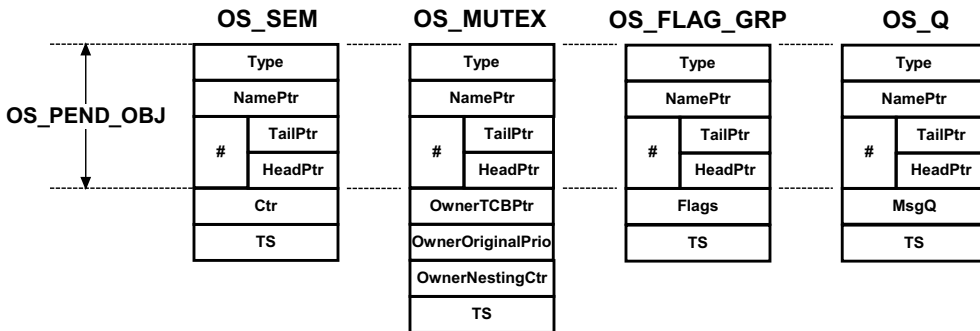 OS_SEM OS_MUTEX OS_FLAG_GRP OS_Q
Type Type Type Type
NamePtr NamePtr NamePtr NamePtr
OS_PEND_OBJ
# TailPtr # TailPtr # TailPtr # TailPtr
HeadPtr HeadPtr HeadPtr HeadPtr
Ctr OwnerTCBPtr Flags MsgQ
TS OwnerOriginalPrio TS TS
OwnerNestingCtr
TS